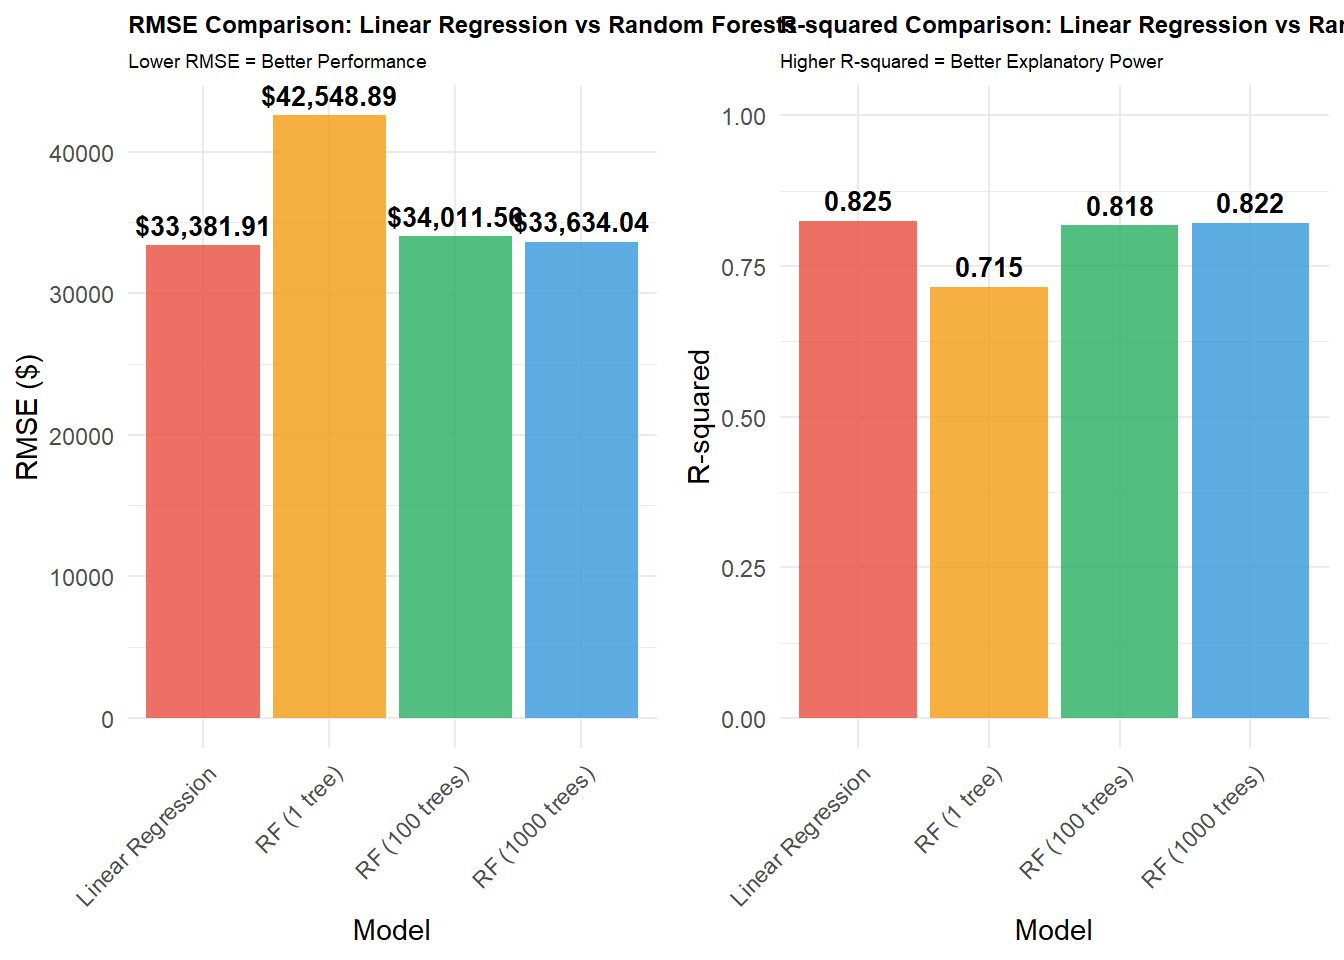 RMSE Comparison: Linear Regression vs Random Forests
Lower RMSE = Better Performance
$42,548.89
$33,381.91
$34,011.56
$33,634.04
40000
30000
20000
10000
0
RMSE ($)
Linear Regression
RF (1 tree)
RF (100 trees)
RF (1000 trees)
Model
R-squared Comparison: Linear Regression vs
Higher R-squared = Better Explanatory Power
0.825
0.715
0.818
0.822
1.00
0.75
0.50
0.25
0.00
R-squared
Linear Regression
RF (1 tree)
RF (100 trees)
RF (1000 trees)
Model